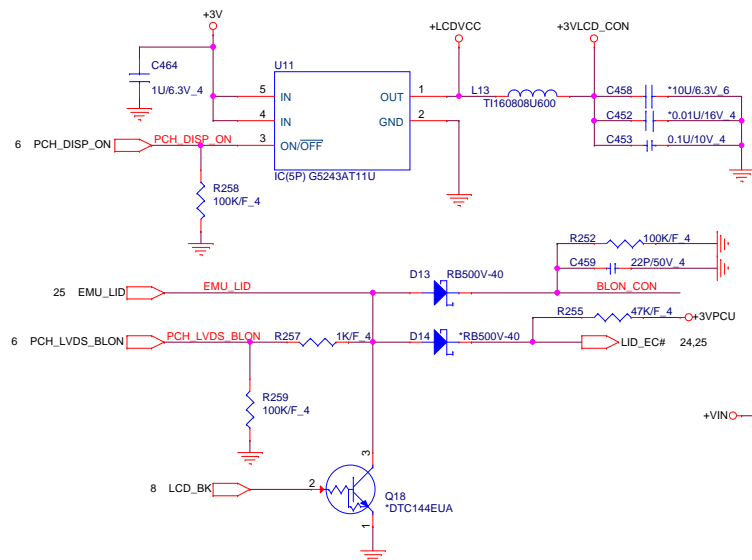 +3V
+LCDVCC
+3VLCD_CON
C464
1U/6.3V_4
U11
5
IN
4
IN
3
ON/OFF
OUT
1
GND
2
IC(5P) G5243AT11U
L13
TI160808U600
C458
*10U/6.3V_6
C452
*0.01U/16V_4
C453
0.1U/10V_4
6
PCH_DISP_ON
PCH_DISP_ON
R258
100K/F_4
R252
100K/F_4
C459
22P/50V_4
D13
RB500V-40
25
EMU_LID
EMU_LID
BLON_CON
R255
47K/F_4
+3VPCU
6
PCH_LVDS_BLON
PCH_LVDS_BLON
R257
1K/F_4
D14
*RB500V-40
LID_EC#
24,25
R259
100K/F_4
+VIN
3
8
LCD_BK
2
Q18
*DTC144EUA
1